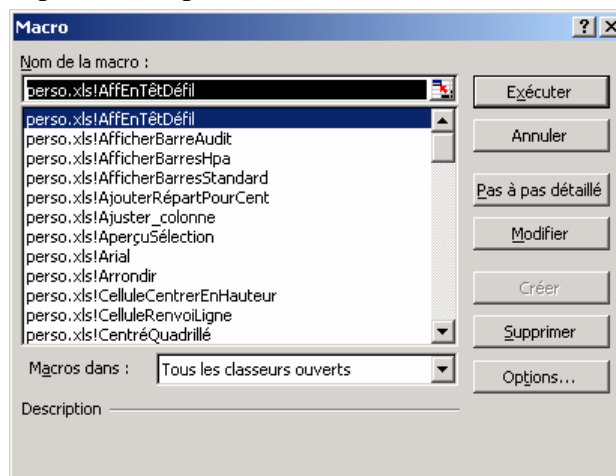 Macro
Nom de la macro :
perso.xls!AffEnTêtDéfil
perso.xls!AffEnTêtDéfil
perso.xls!AfficherBarreAudit
perso.xls!AfficherBarresHpa
perso.xls!AfficherBarresStandard
perso.xls!AjouterRépartPourCent
perso.xls!Ajuster_colonne
perso.xls!AperçuSélection
perso.xls!Arial
perso.xls!Arrondir
perso.xls!CelluleCentrerEnHauteur
perso.xls!CelluleRenvoiLigne
perso.xls!CentréQuadrillé
Macros dans :
Tous les classeurs ouverts
Description
Exécuter
Annuler
Pas à pas détaillé
Modifier
Créer
Supprimer
Options...